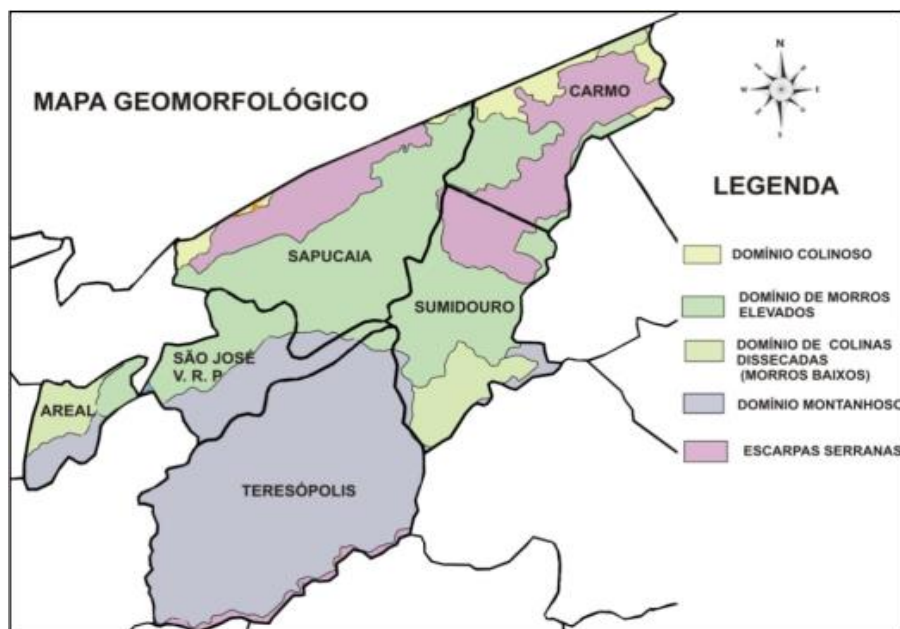 MAPA GEOMORFOLÓGICO
CARMO
N
E
S
W
LEGENDA
SAPUCAIA
SUMIDOURO
SÃO JOSÉ
V. R. P
AREAL
TERESÓPOLIS
DOMÍNIO COLINOSO
DOMÍNIO DE MORROS
ELEVADOS
DOMÍNIO DE COLINAS
DISSECADAS
(MORROS BAIXOS)
DOMÍNIO MONTANHOSO
ESCARPAS SERRANAS